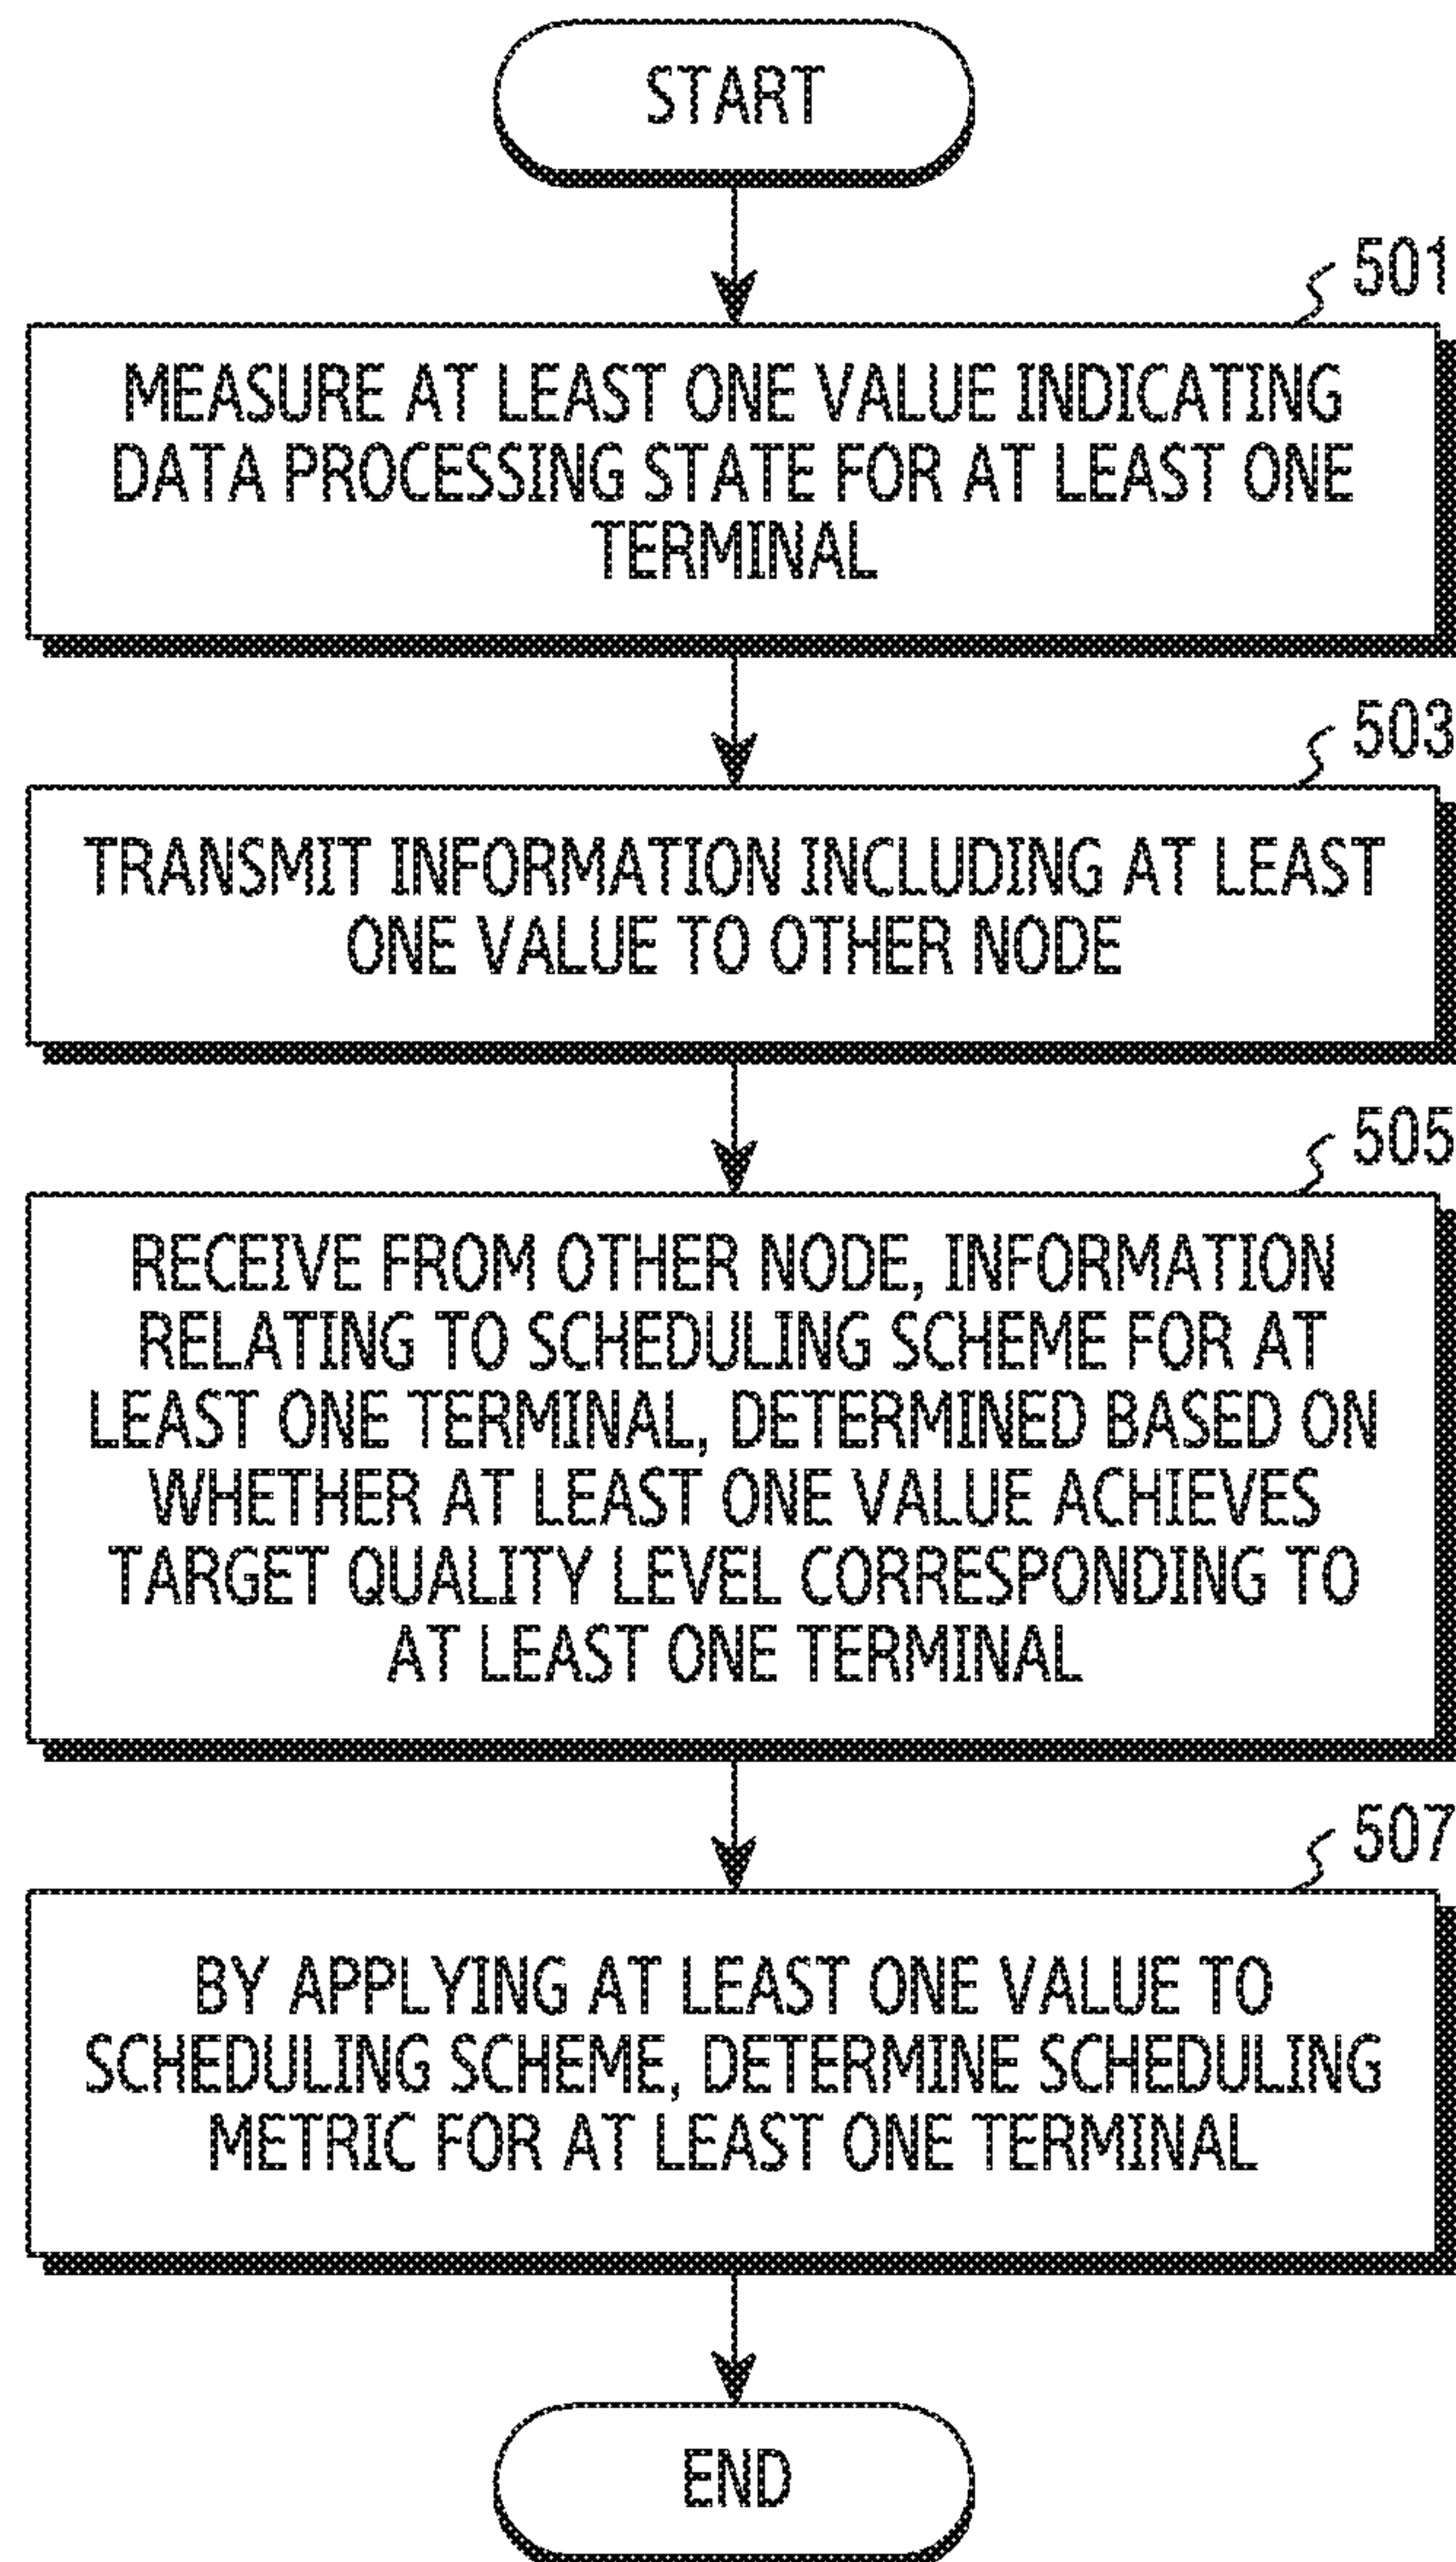 START
501
MEASURE AT LEAST ONE VALUE INDICATING
DATA PROCESSING STATE FOR AT LEAST ONE
TERMINAL
503
TRANSMIT INFORMATION INCLUDING AT LEAST
ONE VALUE TO OTHER NODE
505
RECEIVE FROM OTHER NODE, INFORMATION
RELATING TO SCHEDULING SCHEME FOR AT
LEAST ONE TERMINAL, DETERMINED BASED ON
WHETHER AT LEAST ONE VALUE ACHIEVES
TARGET QUALITY LEVEL CORRESPONDING TO
AT LEAST ONE TERMINAL
507
BY APPLYING AT LEAST ONE VALUE TO
SCHEDULING SCHEME, DETERMINE SCHEDULING
METRIC FOR AT LEAST ONE TERMINAL
END